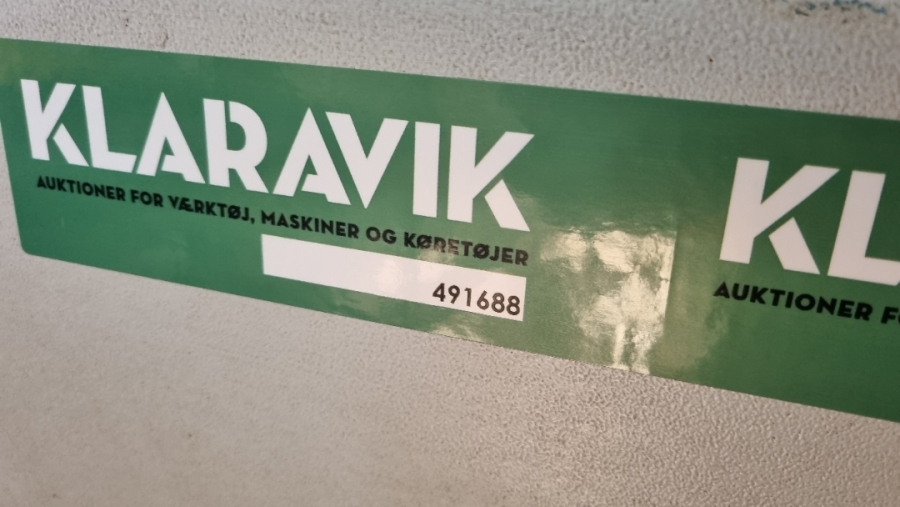 KLARAVIK
AUKTIONER FOR VÆRKTØJ, MASKINER OG KØRETØJER
491688
KL
AUKTIONER